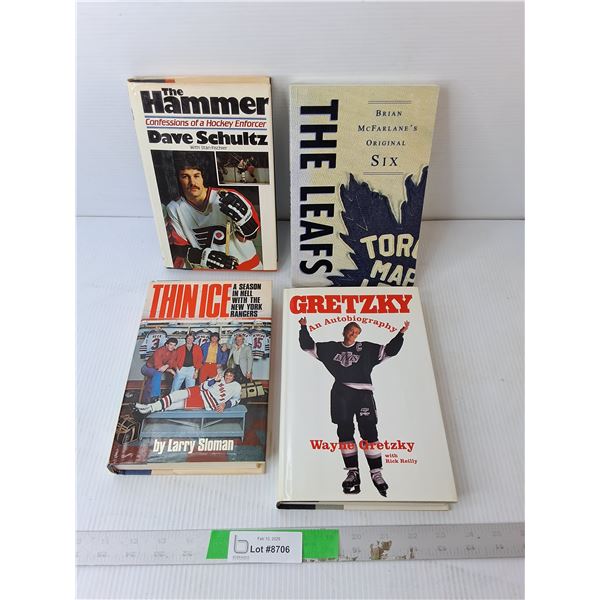 The
Hammer
Confessions of a Hockey Enforcer
Dave Schultz
with Stan Fischler
THE LEAFS
BRIAN
MCFARLANE'S
ORIGINAL
SIX
TORO
MAP
THIN ICE
A SEASON
IN HELL
WITH THE
NEW YORK
RANGERS
by Larry Sloman
GRETZKY
An Autobiography
Wayne Gretzky
with
Rick Reilly
Lot #8706